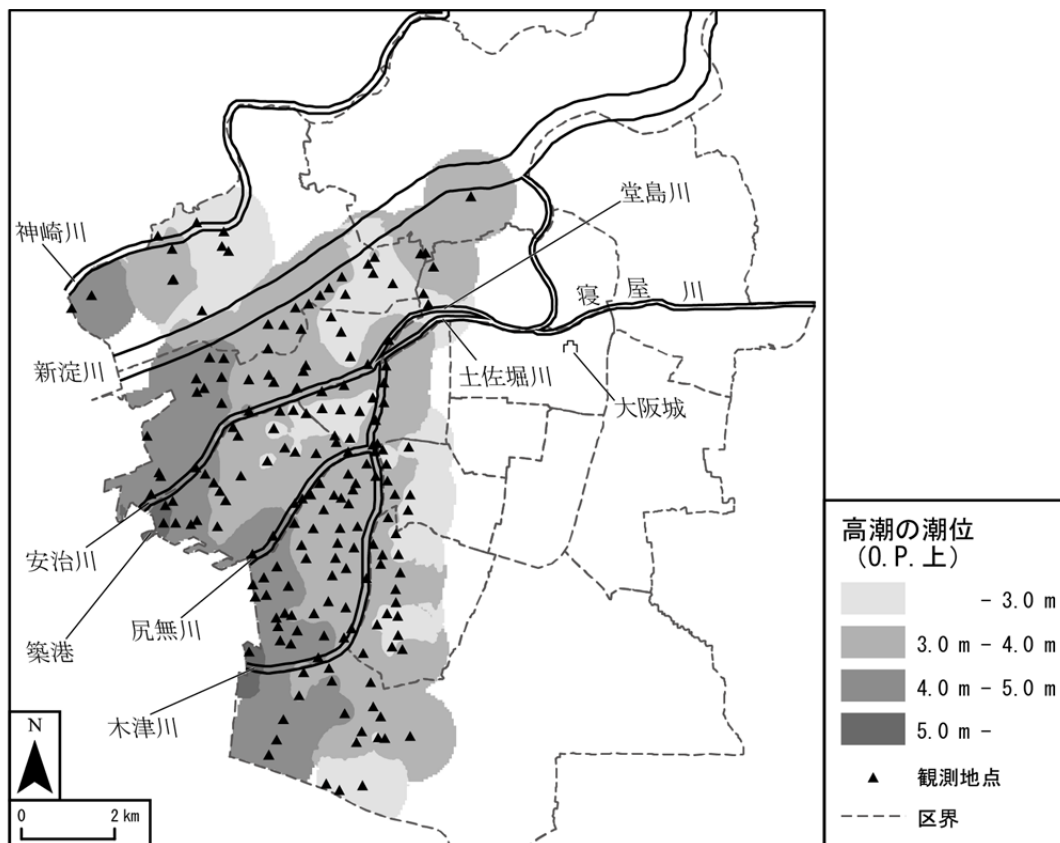 堂島川
神崎川
寝屋川
新淀川
土佐堀川
大阪城
安治川
築港
尻無川
木津川
N
0 2 km
高潮の潮位
(O.P.上)
- 3.0 m
3.0 m - 4.0 m
4.0 m - 5.0 m
5.0 m -
観測地点
区界